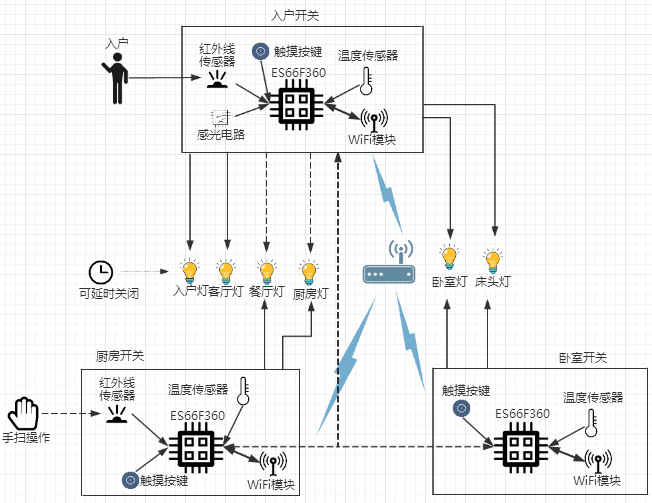 入户开关
入户
红外线
传感器
触摸按键
温度传感器
ES66F360
感光电路
WiFi模块
可延时关闭
入户灯
客厅灯
餐厅灯
厨房灯
卧室灯
床头灯
厨房开关
卧室开关
红外线
传感器
温度传感器
ES66F360
手扫操作
触摸按键
WiFi模块
触摸按键
温度传感器
ES66F360
WiFi模块